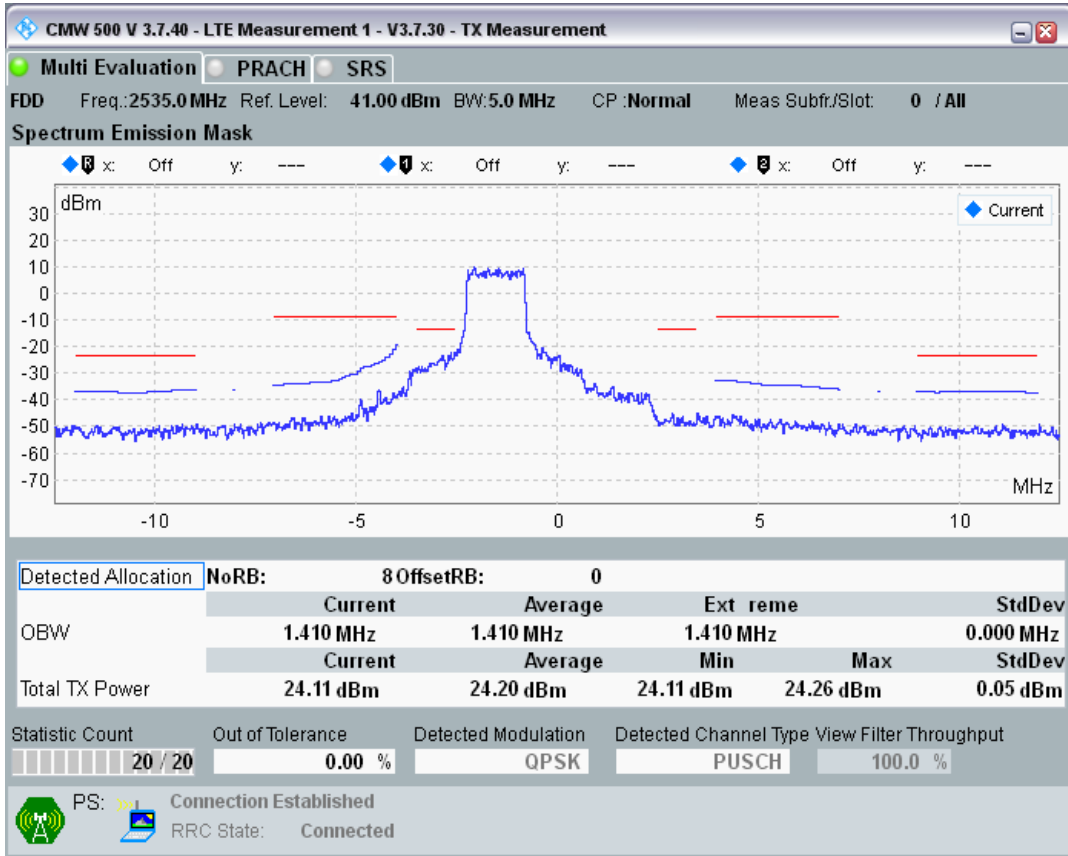 CMW 500 V 3.7.40 - LTE Measurement 1 - V3.7.30 - TX Measurement
Multi Evaluation PRACH SRS
FDD Freq.:2535.0 MHz Ref. Level: 41.00 dBm BW:5.0 MHz CP :Normal Meas Subfr./Slot: 0 / All
Spectrum Emission Mask
R x: Off y: --- 1 x: Off y: --- 2 x: Off y: ---
dBm
Current
30
20
10
0
-10
-20
-30
-40
-50
-60
-70
MHz
-10 -5 0 5 10
Detected Allocation NoRB: 8 OffsetRB: 0
Current Average Ext reme StdDev
OBW 1.410 MHz 1.410 MHz 1.410 MHz 0.000 MHz
Current Average Min Max StdDev
Total TX Power 24.11 dBm 24.20 dBm 24.11 dBm 24.26 dBm 0.05 dBm
Statistic Count Out of Tolerance Detected Modulation Detected Channel Type View Filter Throughput
20 / 20 0.00 % QPSK PUSCH 100.0 %
PS: Connection Established
RRC State: Connected